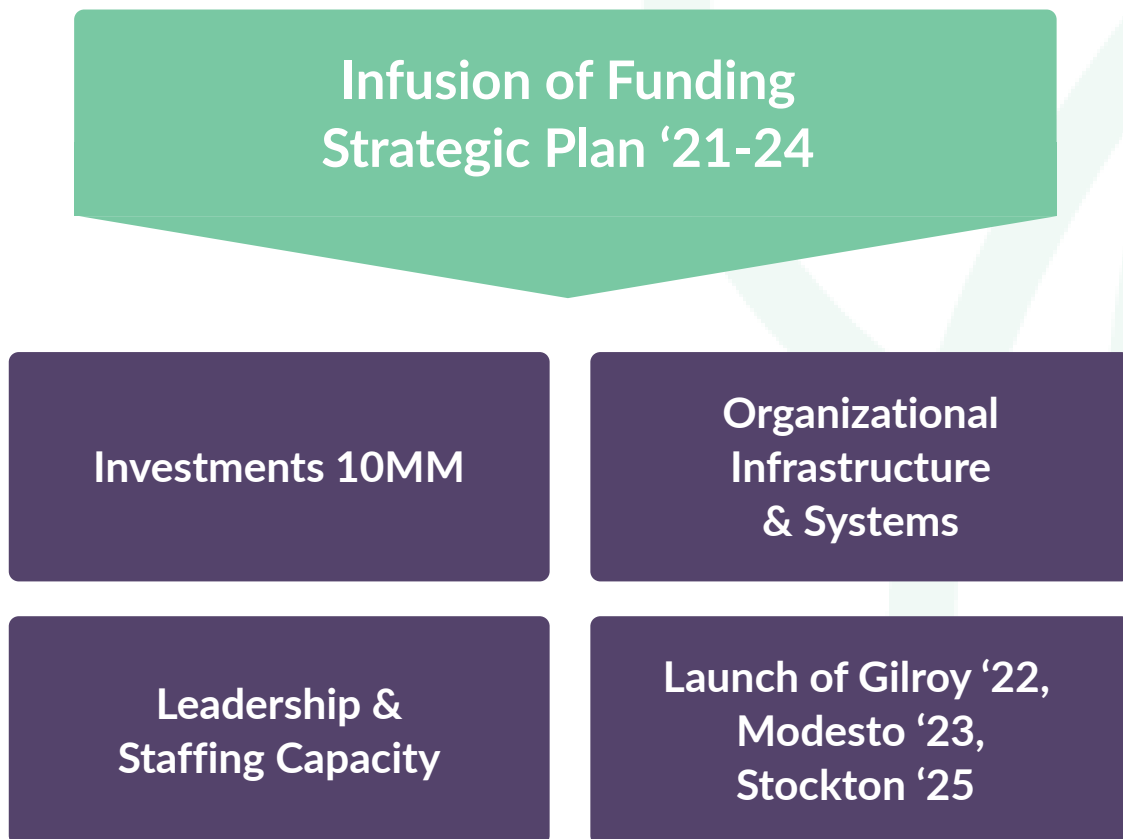 Infusion of Funding
Strategic Plan ‘21-24
Investments 10MM
Organizational
Infrastructure
& Systems
Leadership &
Staffing Capacity
Launch of Gilroy ‘22,
Modesto ‘23,
Stockton ‘25